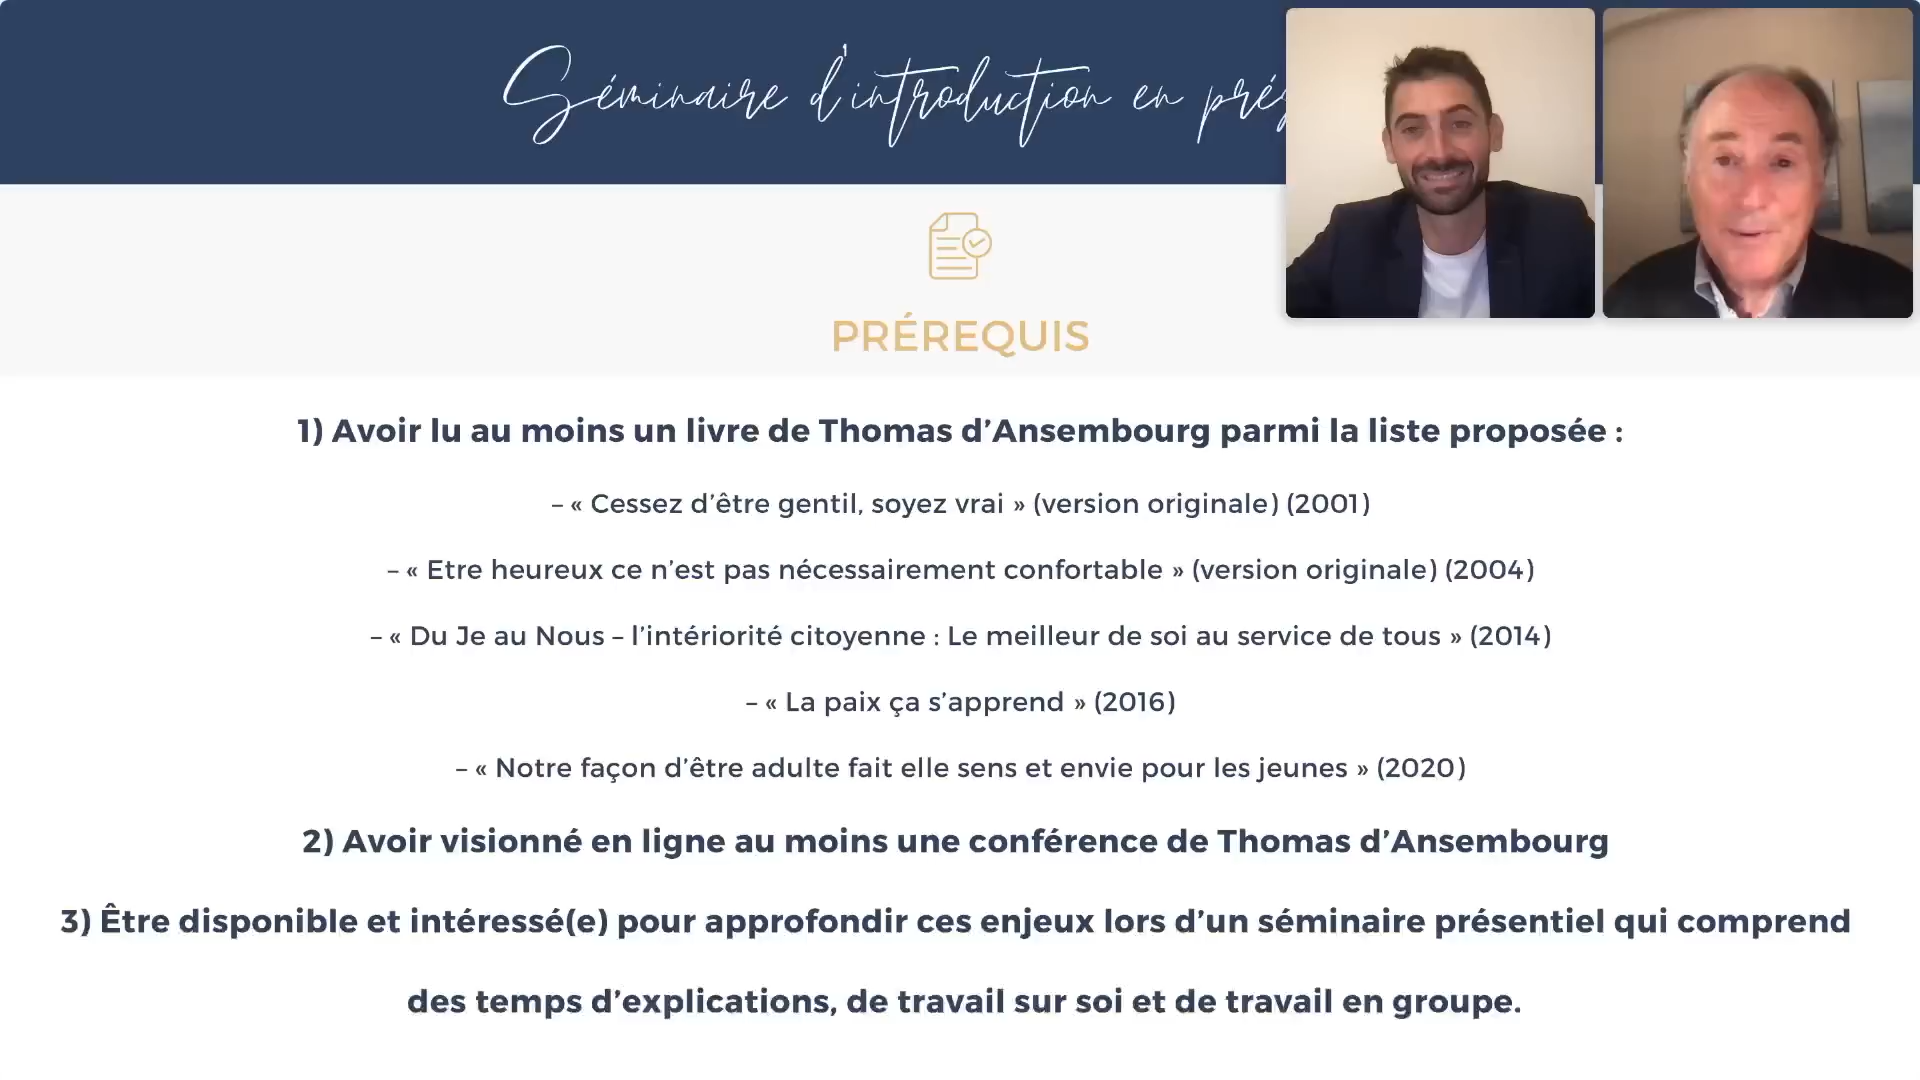 Séminaire d'introduction en prés
PRÉREQUIS
1) Avoir lu au moins un livre de Thomas d’Ansembourg parmi la liste proposée :
– « Cessez d’être gentil, soyez vrai » (version originale) (2001)
– « Etre heureux ce n’est pas nécessairement confortable » (version originale) (2004)
– « Du Je au Nous – l’intériorité citoyenne : Le meilleur de soi au service de tous » (2014)
– « La paix ça s’apprend » (2016)
– « Notre façon d’être adulte fait elle sens et envie pour les jeunes » (2020)
2) Avoir visionné en ligne au moins une conférence de Thomas d’Ansembourg
3) Être disponible et intéressé(e) pour approfondir ces enjeux lors d’un séminaire présentiel qui comprend
des temps d’explications, de travail sur soi et de travail en groupe.